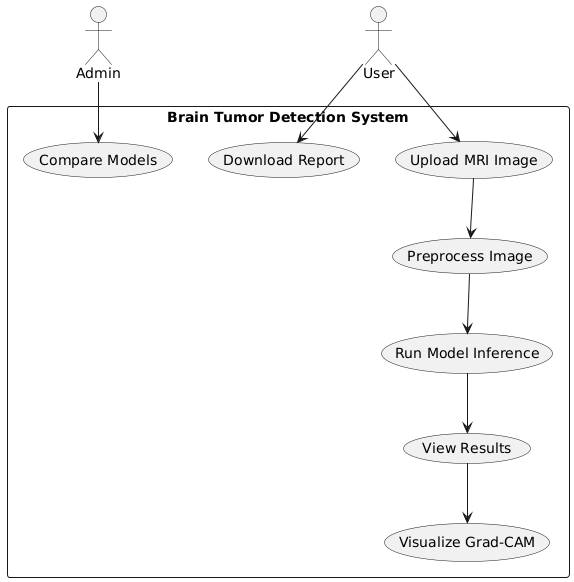 Admin
User
Brain Tumor Detection System
Compare Models
Download Report
Upload MRI Image
Preprocess Image
Run Model Inference
View Results
Visualize Grad-CAM